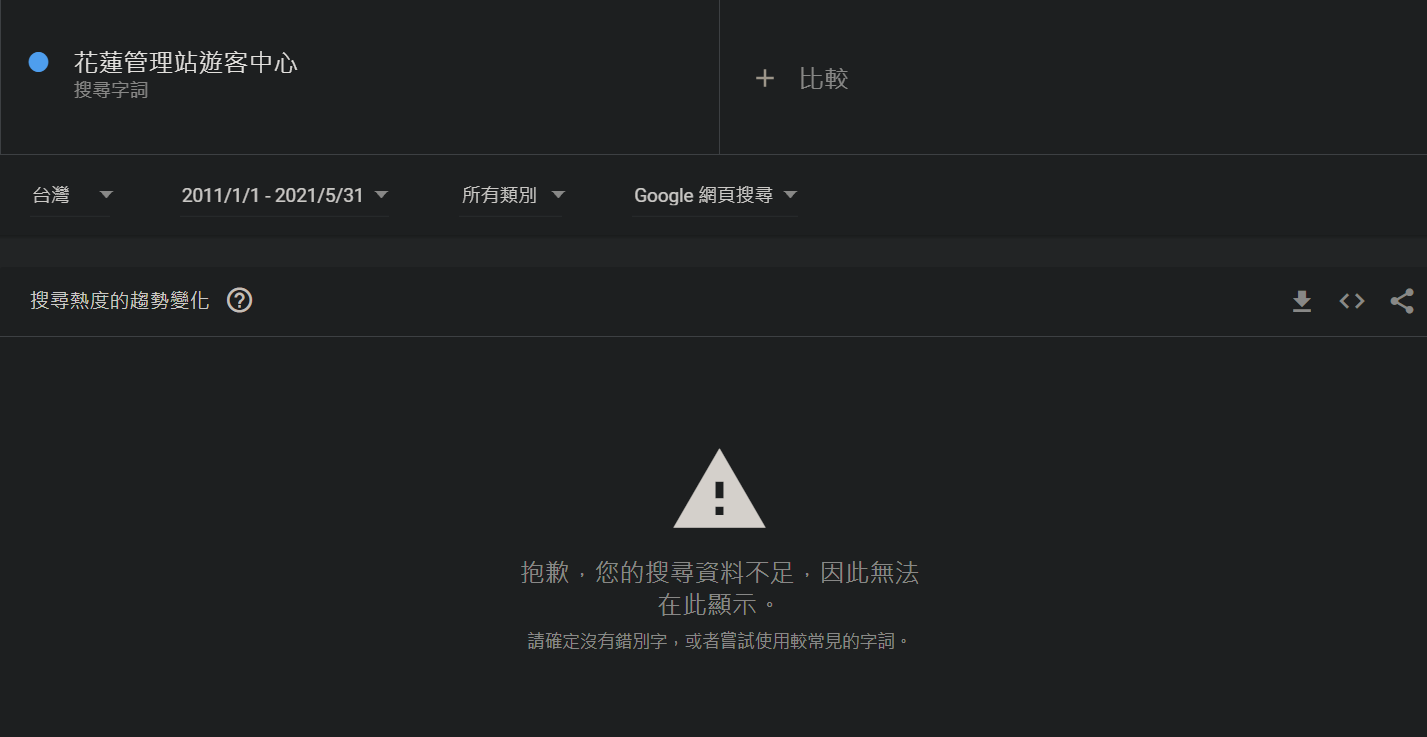 花蓮管理站遊客中心
搜尋字詞
+ 比較
台灣
2011/1/1 - 2021/5/31
所有類別
Google 網頁搜尋
搜尋熱度的趨勢變化
抱歉，您的搜尋資料不足，因此無法
在此顯示。
請確定沒有錯別字，或者嘗試使用較常見的字詞。